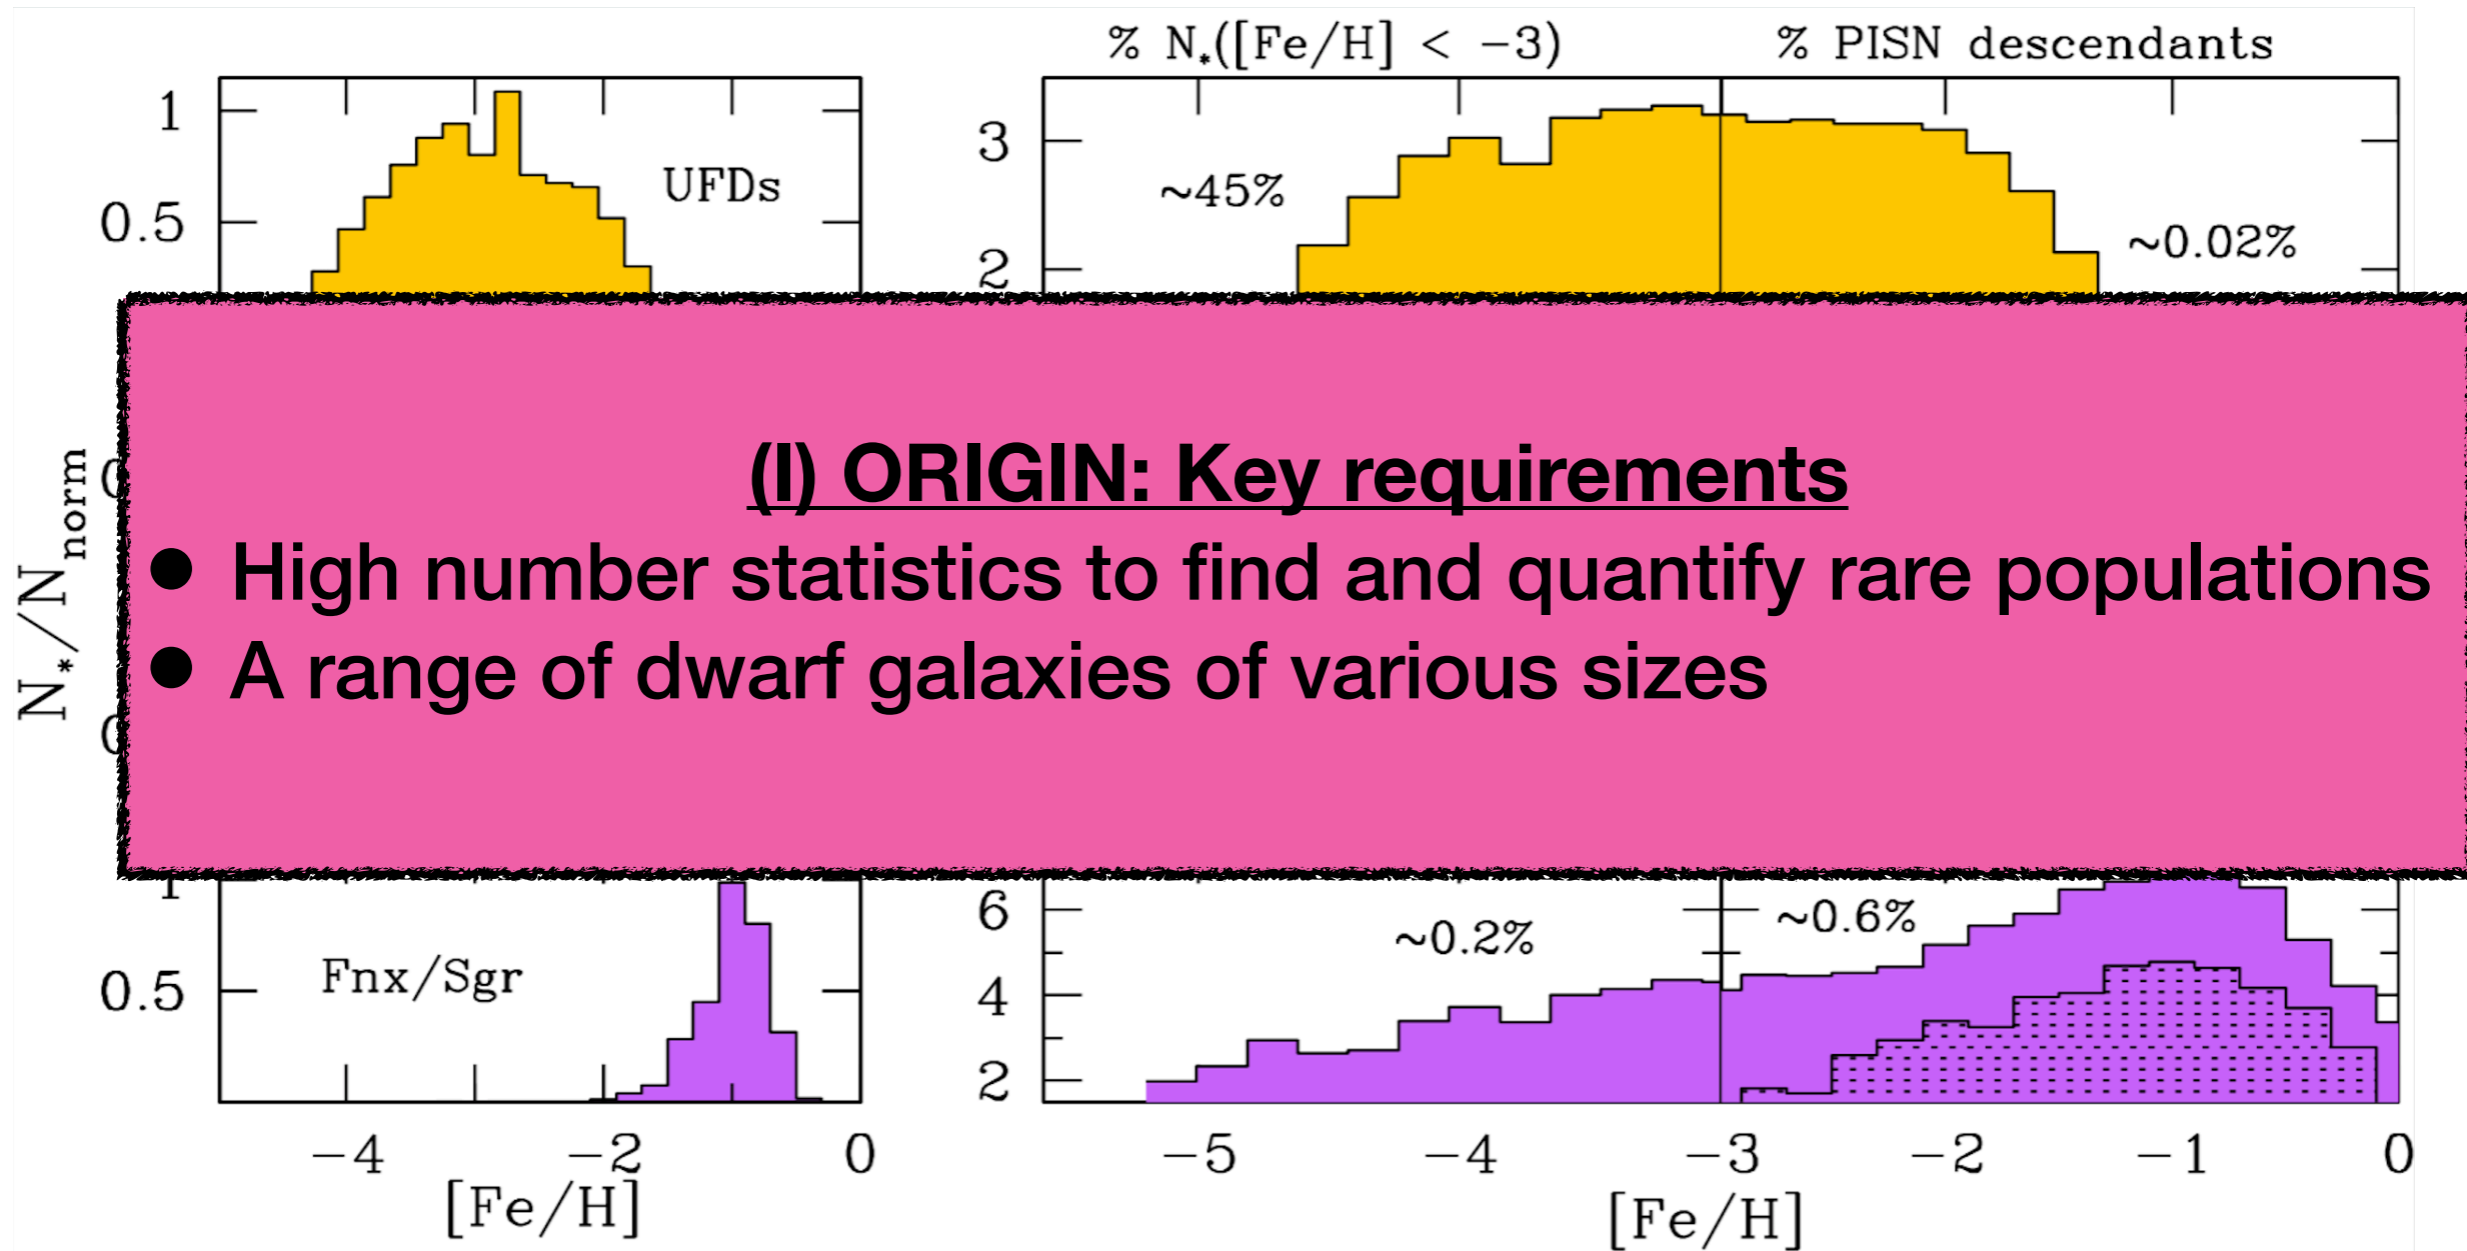 % N*([Fe/H] < −3)
% PISN descendants
1
0.5
UFDs
3
2
~45%
~0.02%
N*/Nnorm
(I) ORIGIN: Key requirements
● High number statistics to find and quantify rare populations
● A range of dwarf galaxies of various sizes
1
0.5
Fnx/Sgr
6
4
2
~0.2%
~0.6%
−4 −2 0
−5 −4 −3 −2 −1 0
[Fe/H]
[Fe/H]